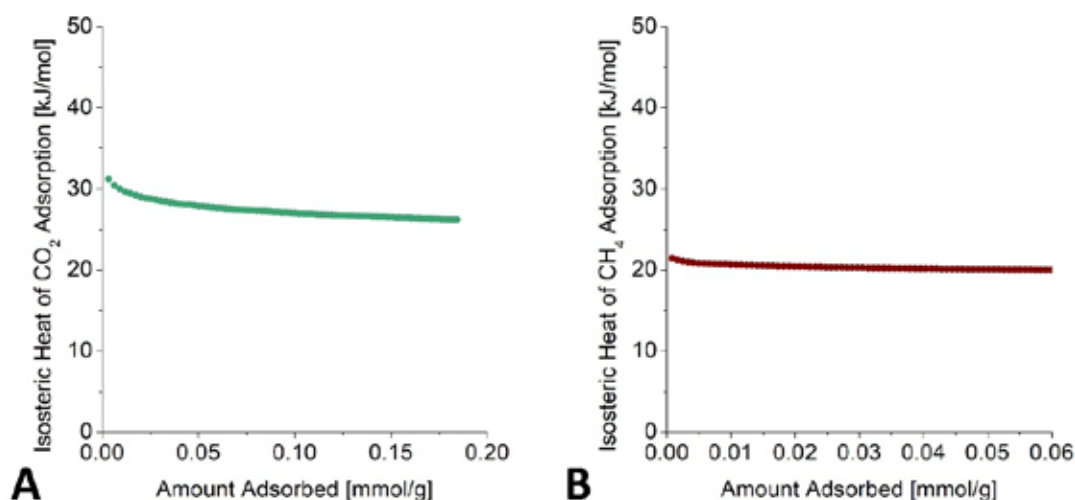 50
40
30
20
10
0
Isosteric Heat of CO₂ Adsorption [kJ/mol]
0.00 0.05 0.10 0.15 0.20
Amount Adsorbed [mmol/g]
A
50
40
30
20
10
0
Isosteric Heat of CH₄ Adsorption [kJ/mol]
0.00 0.01 0.02 0.03 0.04 0.05 0.06
Amount Adsorbed [mmol/g]
B